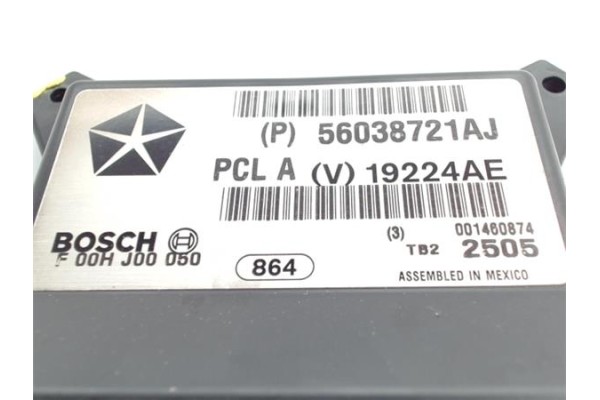 (P) 56038721AJ
PCL A (V) 19224AE
BOSCH
F 00H J00 050
864
(3) 001460874
TB2 2505
ASSEMBLED IN MEXICO